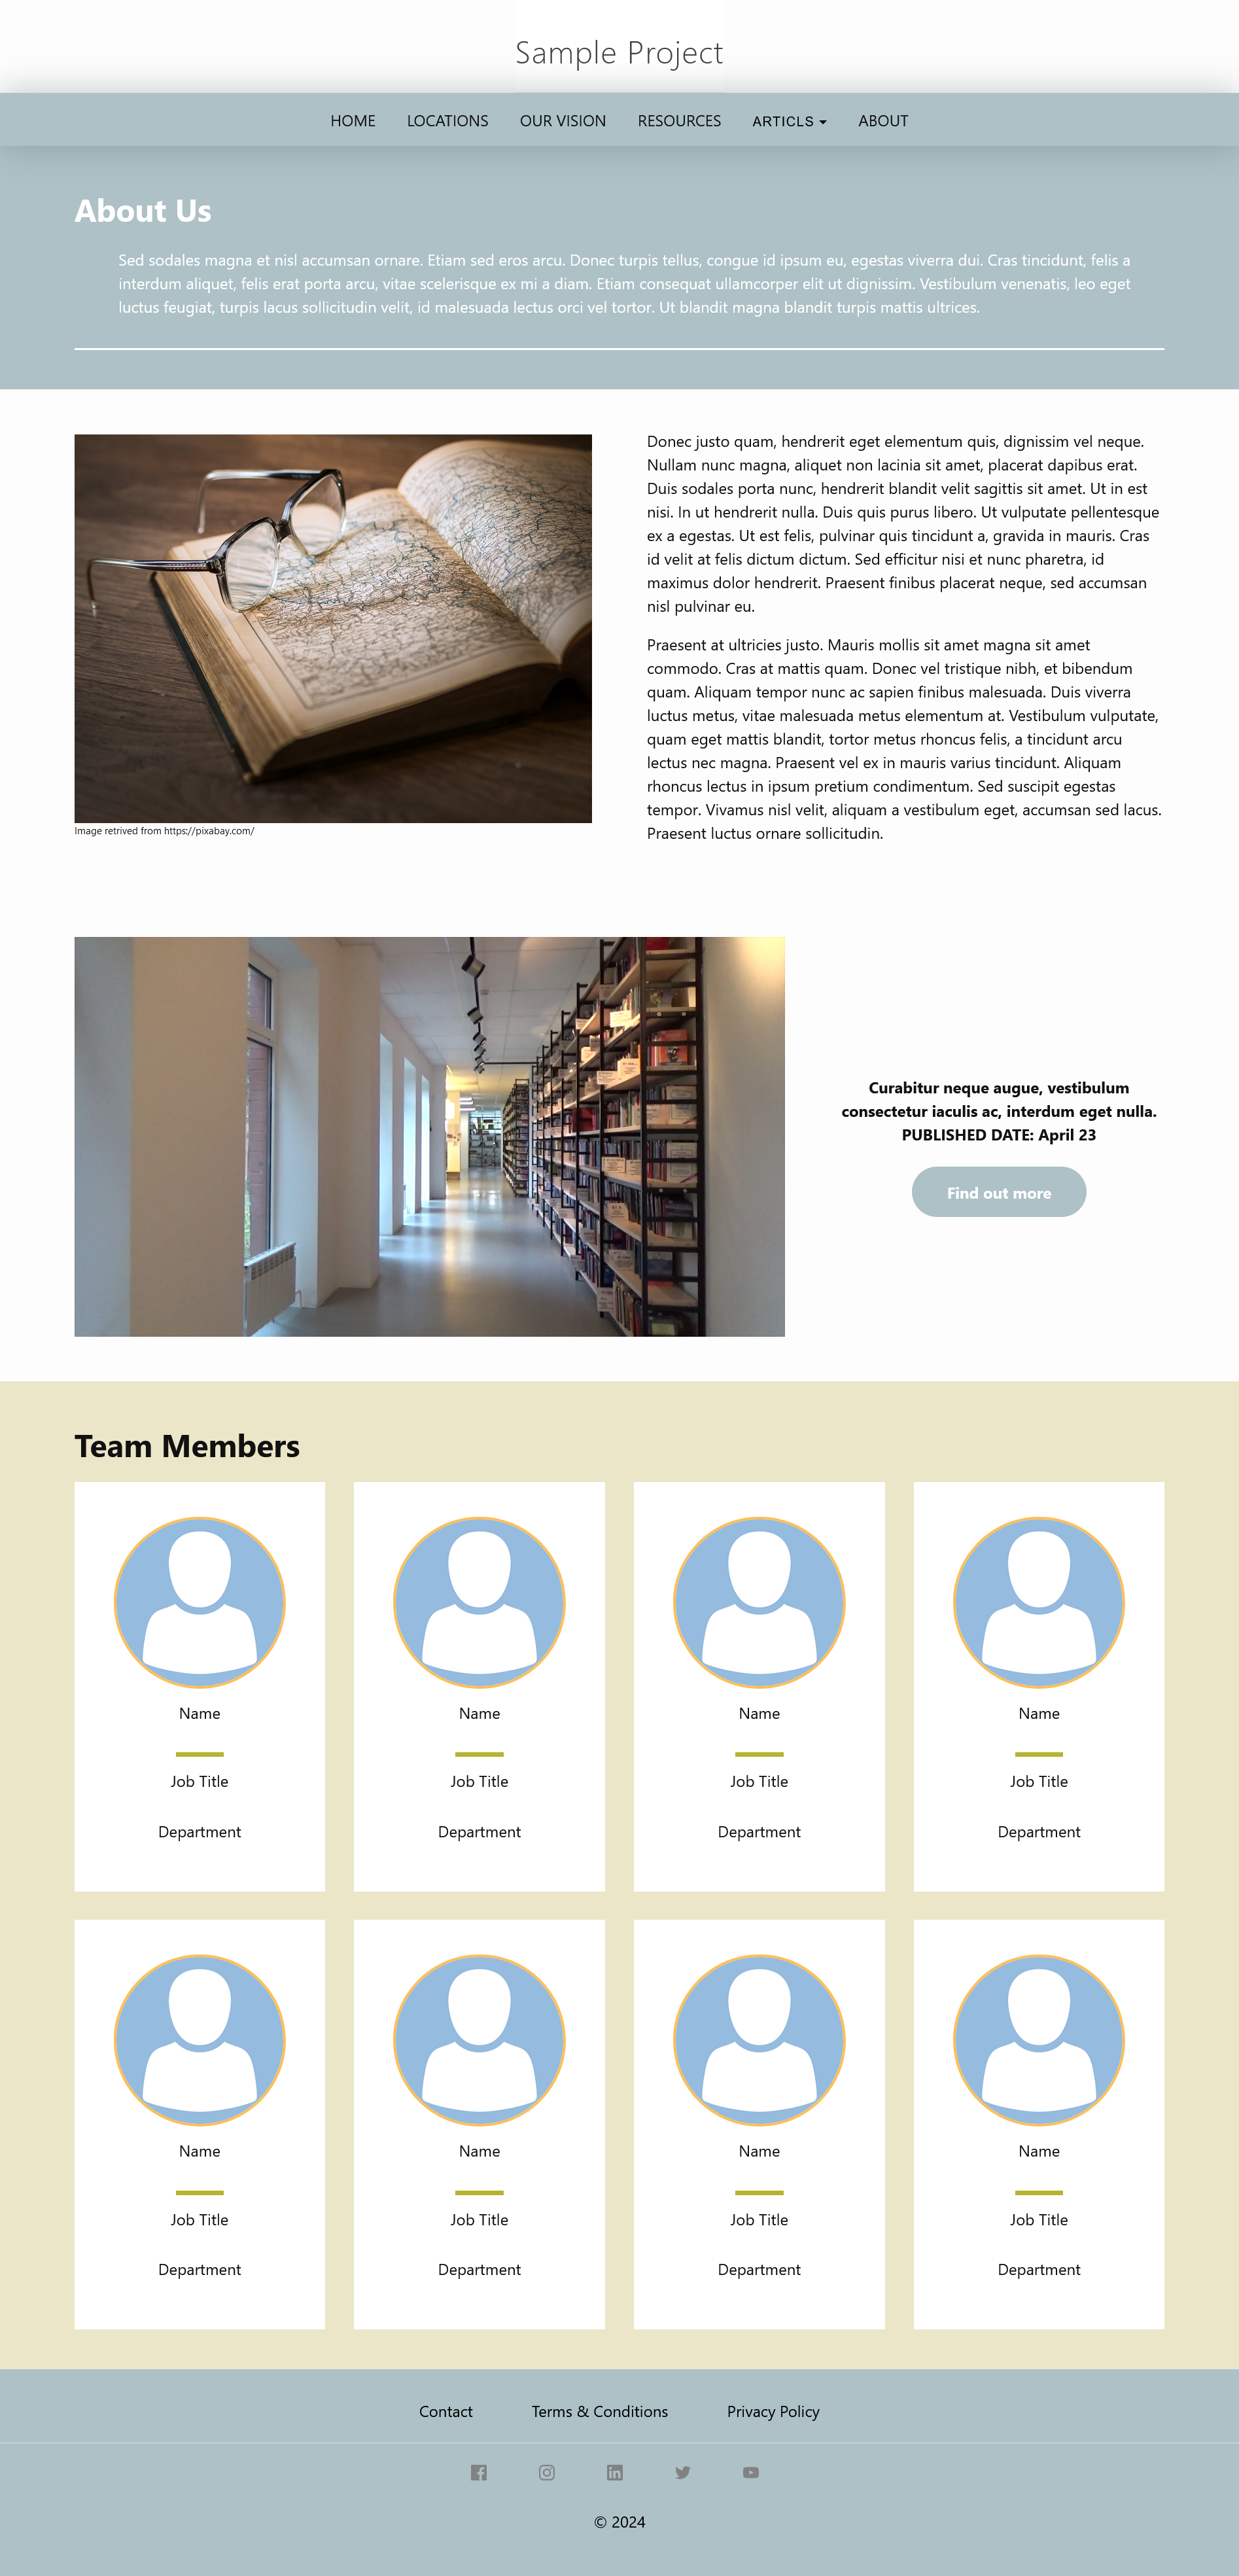 Sample Project
HOME LOCATIONS OUR VISION RESOURCES ARTICLS ABOUT
About Us
Sed sodales magna et nisl accumsan ornare. Etiam sed eros arcu. Donec turpis tellus, congue id ipsum eu, egestas viverra dui. Cras tincidunt, felis a
interdum aliquet, felis erat porta arcu, vitae scelerisque ex mi a diam. Etiam consequat ullamcorper elit ut dignissim. Vestibulum venenatis, leo eget
luctus feugiat, turpis lacus sollicitudin velit, id malesuada lectus orci vel tortor. Ut blandit magna blandit turpis mattis ultrices.
Image retrived from https://pixabay.com/
Donec justo quam, hendrerit eget elementum quis, dignissim vel neque.
Nullam nunc magna, aliquet non lacinia sit amet, placerat dapibus erat.
Duis sodales porta nunc, hendrerit blandit velit sagittis sit amet. Ut in est
nisi. In ut hendrerit nulla. Duis quis purus libero. Ut vulputate pellentesque
ex a egestas. Ut est felis, pulvinar quis tincidunt a, gravida in mauris. Cras
id velit at felis dictum dictum. Sed efficitur nisi et nunc pharetra, id
maximus dolor hendrerit. Praesent finibus placerat neque, sed accumsan
nisl pulvinar eu.
Praesent at ultricies justo. Mauris mollis sit amet magna sit amet
commodo. Cras at mattis quam. Donec vel tristique nibh, et bibendum
quam. Aliquam tempor nunc ac sapien finibus malesuada. Duis viverra
luctus metus, vitae malesuada metus elementum at. Vestibulum vulputate,
quam eget mattis blandit, tortor metus rhoncus felis, a tincidunt arcu
lectus nec magna. Praesent vel ex in mauris varius tincidunt. Aliquam
rhoncus lectus in ipsum pretium condimentum. Sed suscipit egestas
tempor. Vivamus nisl velit, aliquam a vestibulum eget, accumsan sed lacus.
Praesent luctus ornare sollicitudin.
Curabitur neque augue, vestibulum
consectetur iaculis ac, interdum eget nulla.
PUBLISHED DATE: April 23
Find out more
Team Members
Name Name Name Name
Job Title Job Title Job Title Job Title
Department Department Department Department
Name Name Name Name
Job Title Job Title Job Title Job Title
Department Department Department Department
Contact Terms & Conditions Privacy Policy
© 2024